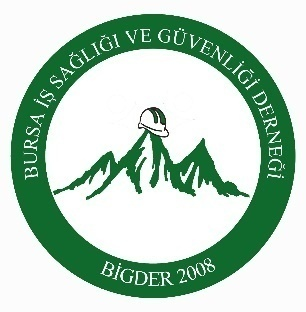 BURSA İŞ SAĞLIĞI VE GÜVENLİĞİ DERNEĞİ
BİGDER 2008